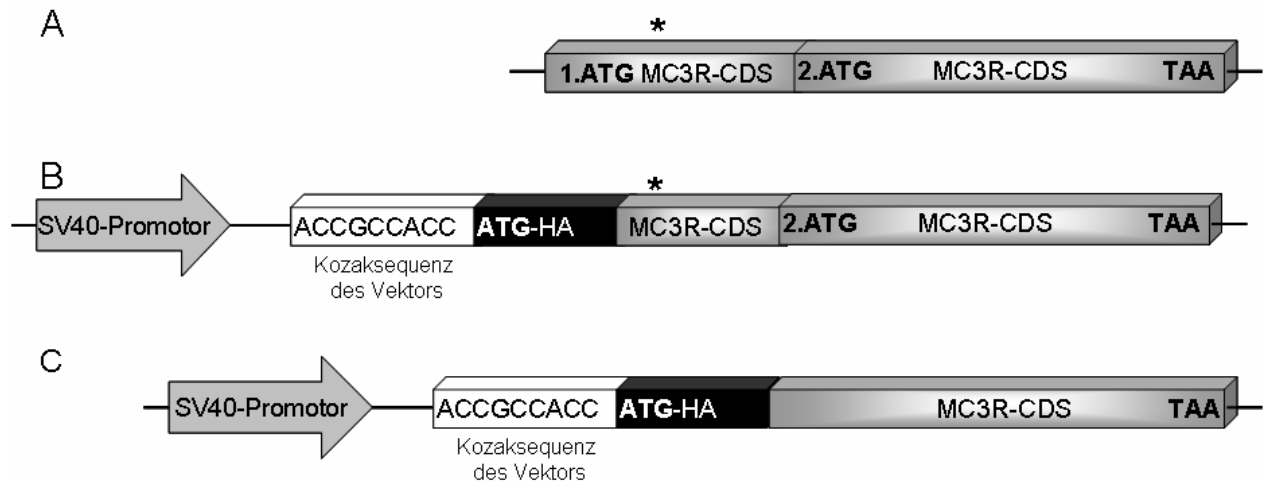 A
*
1.ATG MC3R-CDS 2.ATG MC3R-CDS TAA
B
*
SV40-Promotor ACCGCCACC ATG-HA MC3R-CDS 2.ATG MC3R-CDS TAA
Kozaksequenz
des Vektors
C
SV40-Promotor ACCGCCACC ATG-HA MC3R-CDS TAA
Kozaksequenz
des Vektors